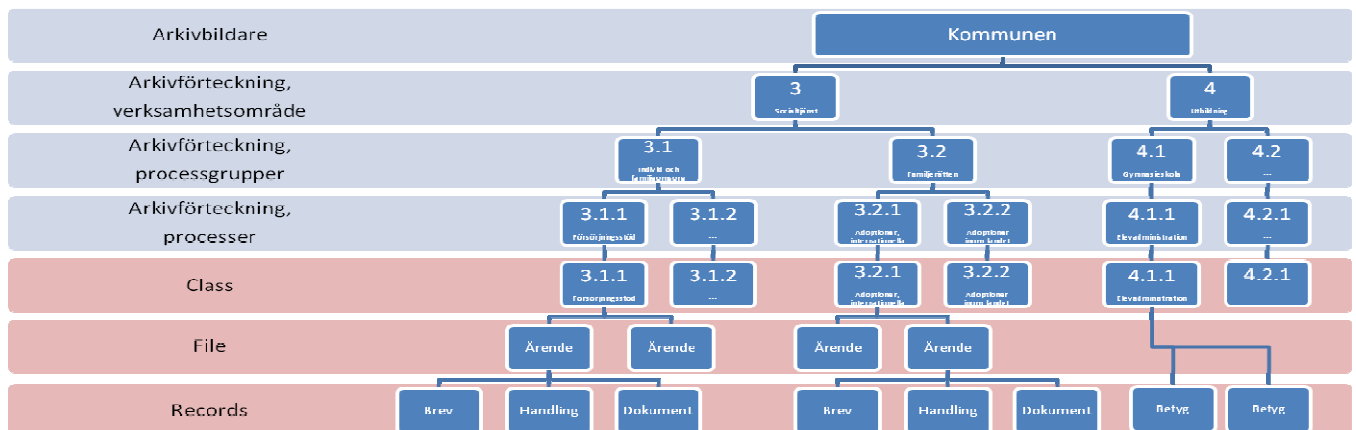 Arkivbildare
Kommunen
Arkivförteckning,
verksamhetsområde
3
Socialtjänst
4
Utbildning
Arkivförteckning,
processgrupper
3.1
Individ och
familjeomsorg
3.2
Familjerätten
4.1
Gymnasieskola
4.2
...
Arkivförteckning,
processer
3.1.1
Försörjningsstöd
3.1.2
...
3.2.1
Adoptioner,
internationella
3.2.2
Adoptioner
inom landet
4.1.1
Elevadministration
4.2.1
...
Class
3.1.1
Försörjningsstöd
3.1.2
...
3.2.1
Adoptioner,
internationella
3.2.2
Adoptioner
inom landet
4.1.1
Elevadministration
4.2.1
File
Ärende
Ärende
Ärende
Ärende
Records
Brev
Handling
Dokument
Brev
Handling
Dokument
Betyg
Betyg